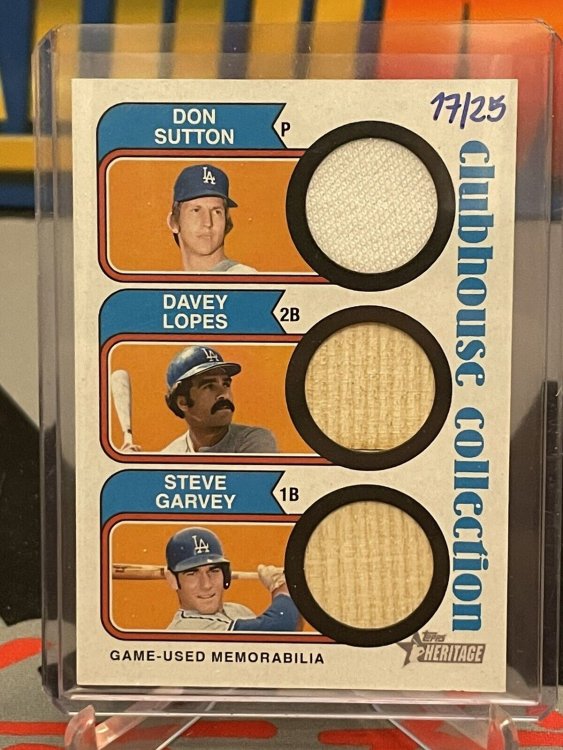 17/25
DON
SUTTON
P
LA
DAVEY
LOPES
2B
LA
STEVE
GARVEY
1B
LA
clubhouse collection
GAME-USED MEMORABILIA
Topps
HERITAGE